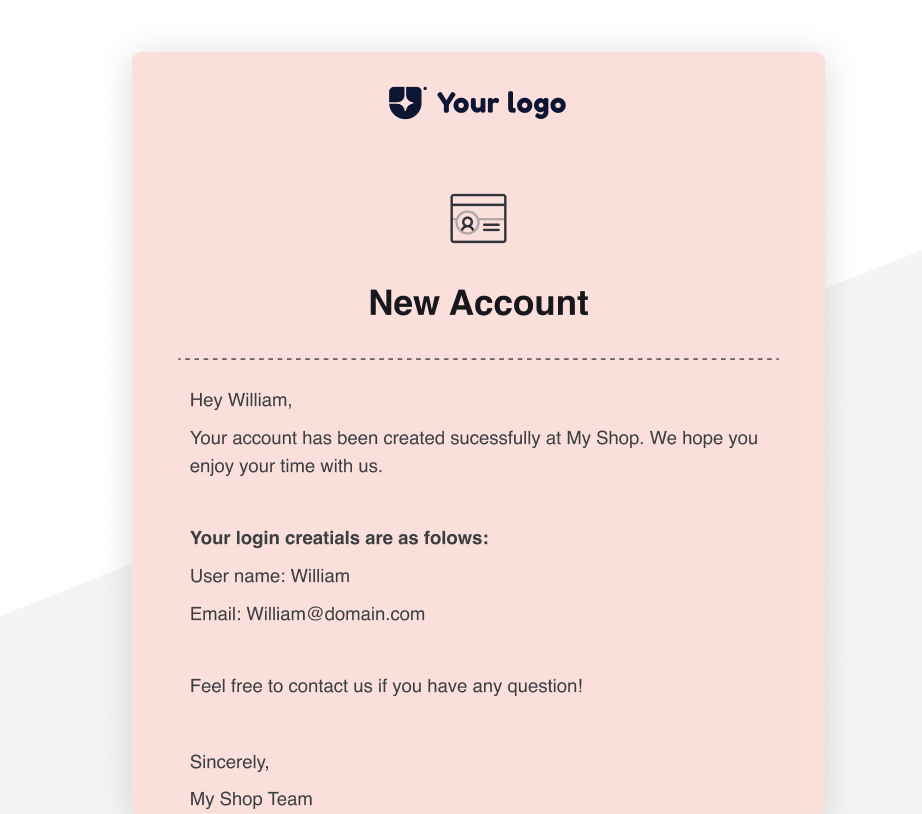 Your logo
New Account
Hey William,
Your account has been created sucessfully at My Shop. We hope you
enjoy your time with us.
Your login creatials are as folows:
User name: William
Email: William@domain.com
Feel free to contact us if you have any question!
Sincerely,
My Shop Team